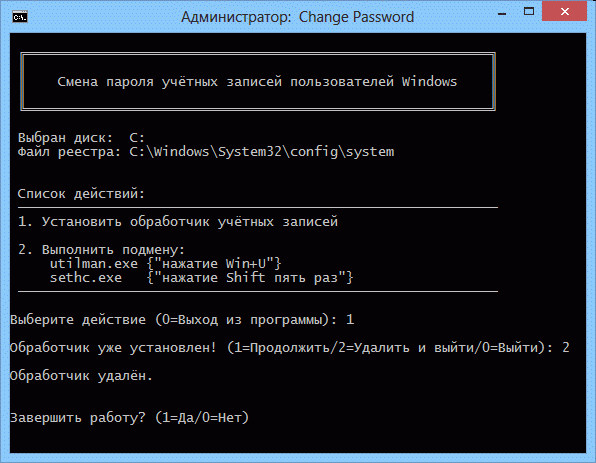 Администратор: Change Password
Смена пароля учётных записей пользователей Windows
Выбран диск: C:
Файл реестра: C:\Windows\System32\config\system
Список действий:
1. Установить обработчик учётных записей
2. Выполнить подмену:
utilman.exe {"нажатие Win+U"}
sethc.exe {"нажатие Shift пять раз"}
Выберите действие (0=Выход из программы): 1
Обработчик уже установлен! (1=Продолжить/2=Удалить и выйти/0=Выйти): 2
Обработчик удалён.
Завершить работу? (1=Да/0=Нет)